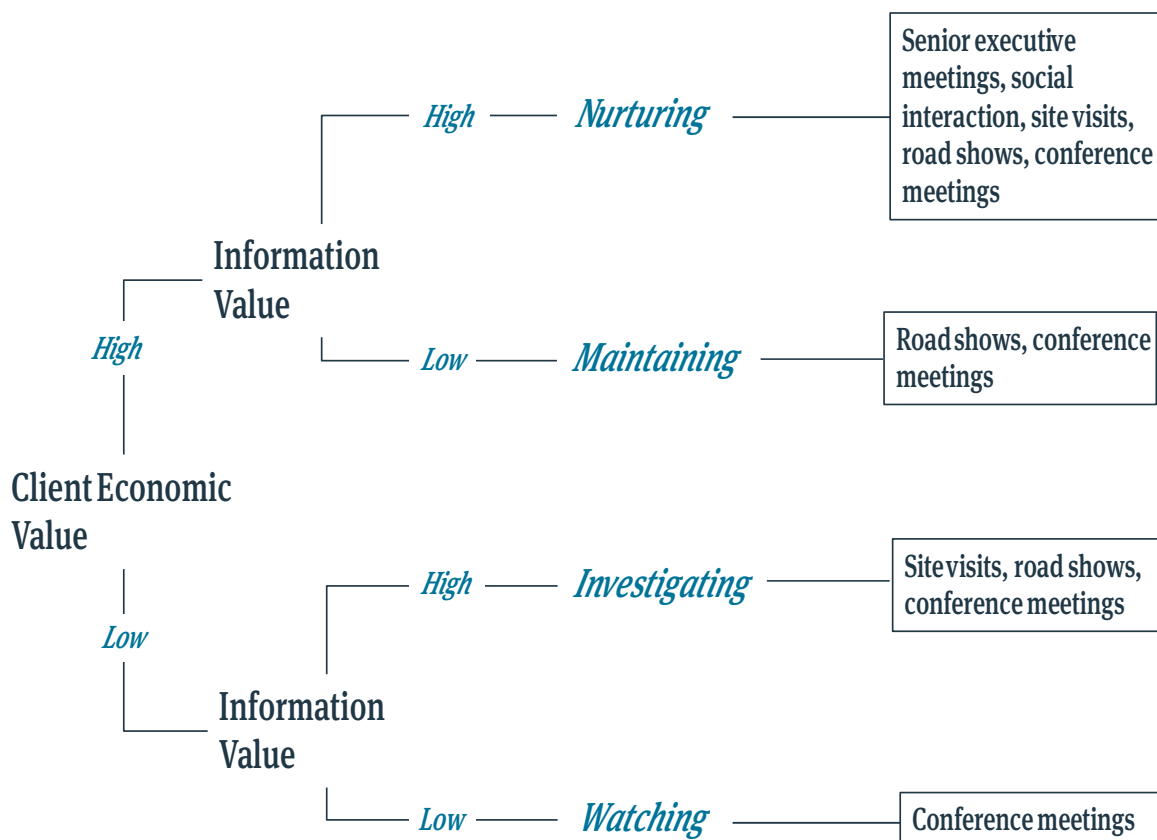 Senior executive
meetings, social
interaction, site visits,
road shows, conference
meetings
High
Nurturing
Information
Value
High
Low
Maintaining
Road shows, conference
meetings
Client Economic
Value
Low
High
Investigating
Site visits, road shows,
conference meetings
Information
Value
Low
Watching
Conference meetings